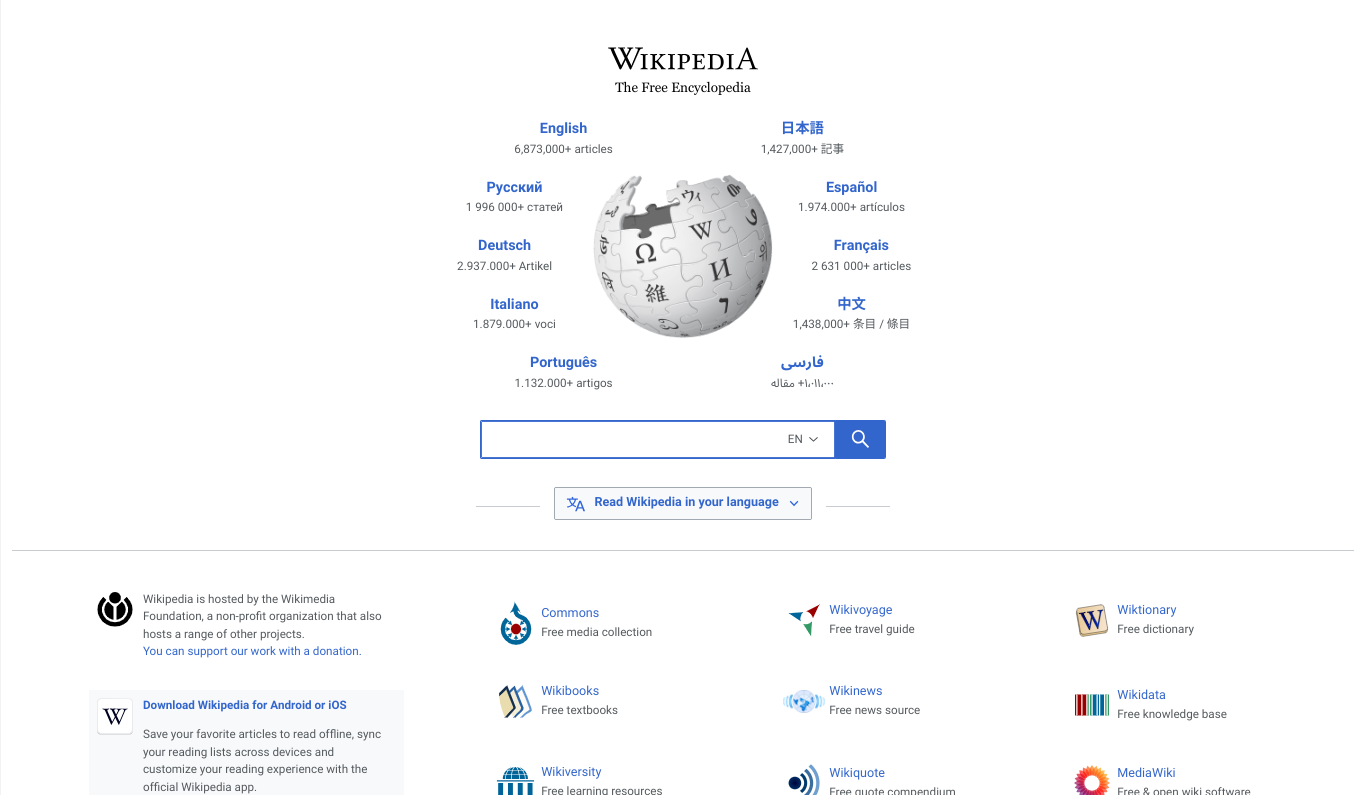 WIKIPEDIA
The Free Encyclopedia
English
6,873,000+ articles
日本語
1,427,000+ 記事
Русский
1 996 000+ статей
Español
1.974.000+ artículos
Deutsch
2.937.000+ Artikel
Français
2 631 000+ articles
Italiano
1.879.000+ voci
中文
1,438,000+ 条目 / 條目
Português
1.132.000+ artigos
فارسی
۱٬۰۱۱٬۰۰۰+ مقاله
Ω W И 維 ウィ
EN
Read Wikipedia in your language
Wikipedia is hosted by the Wikimedia
Foundation, a non-profit organization that also
hosts a range of other projects.
You can support our work with a donation.
W
Download Wikipedia for Android or iOS
Save your favorite articles to read offline, sync
your reading lists across devices and
customize your reading experience with the
official Wikipedia app.
Commons
Free media collection
Wikivoyage
Free travel guide
W
Wiktionary
Free dictionary
Wikibooks
Free textbooks
Wikinews
Free news source
Wikidata
Free knowledge base
Wikiversity
Free learning resources
Wikiquote
Free quote compendium
MediaWiki
Free & open wiki software